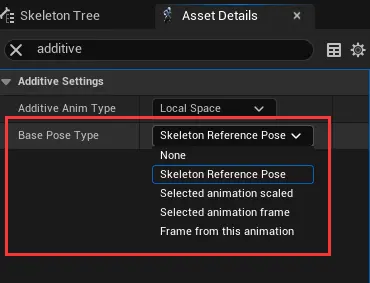 Skeleton Tree
Asset Details
additive
Additive Settings
Additive Anim Type
Local Space
Base Pose Type
Skeleton Reference Pose
None
Skeleton Reference Pose
Selected animation scaled
Selected animation frame
Frame from this animation